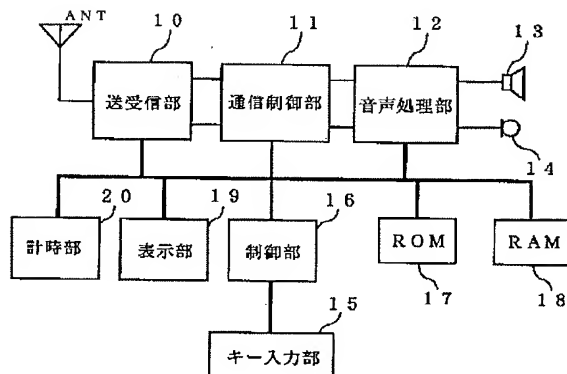 ANT
10
11
12
13
送受信部
通信制御部
音声処理部
14
20
19
16
計時部
表示部
制御部
ROM
RAM
17
18
15
キー入力部